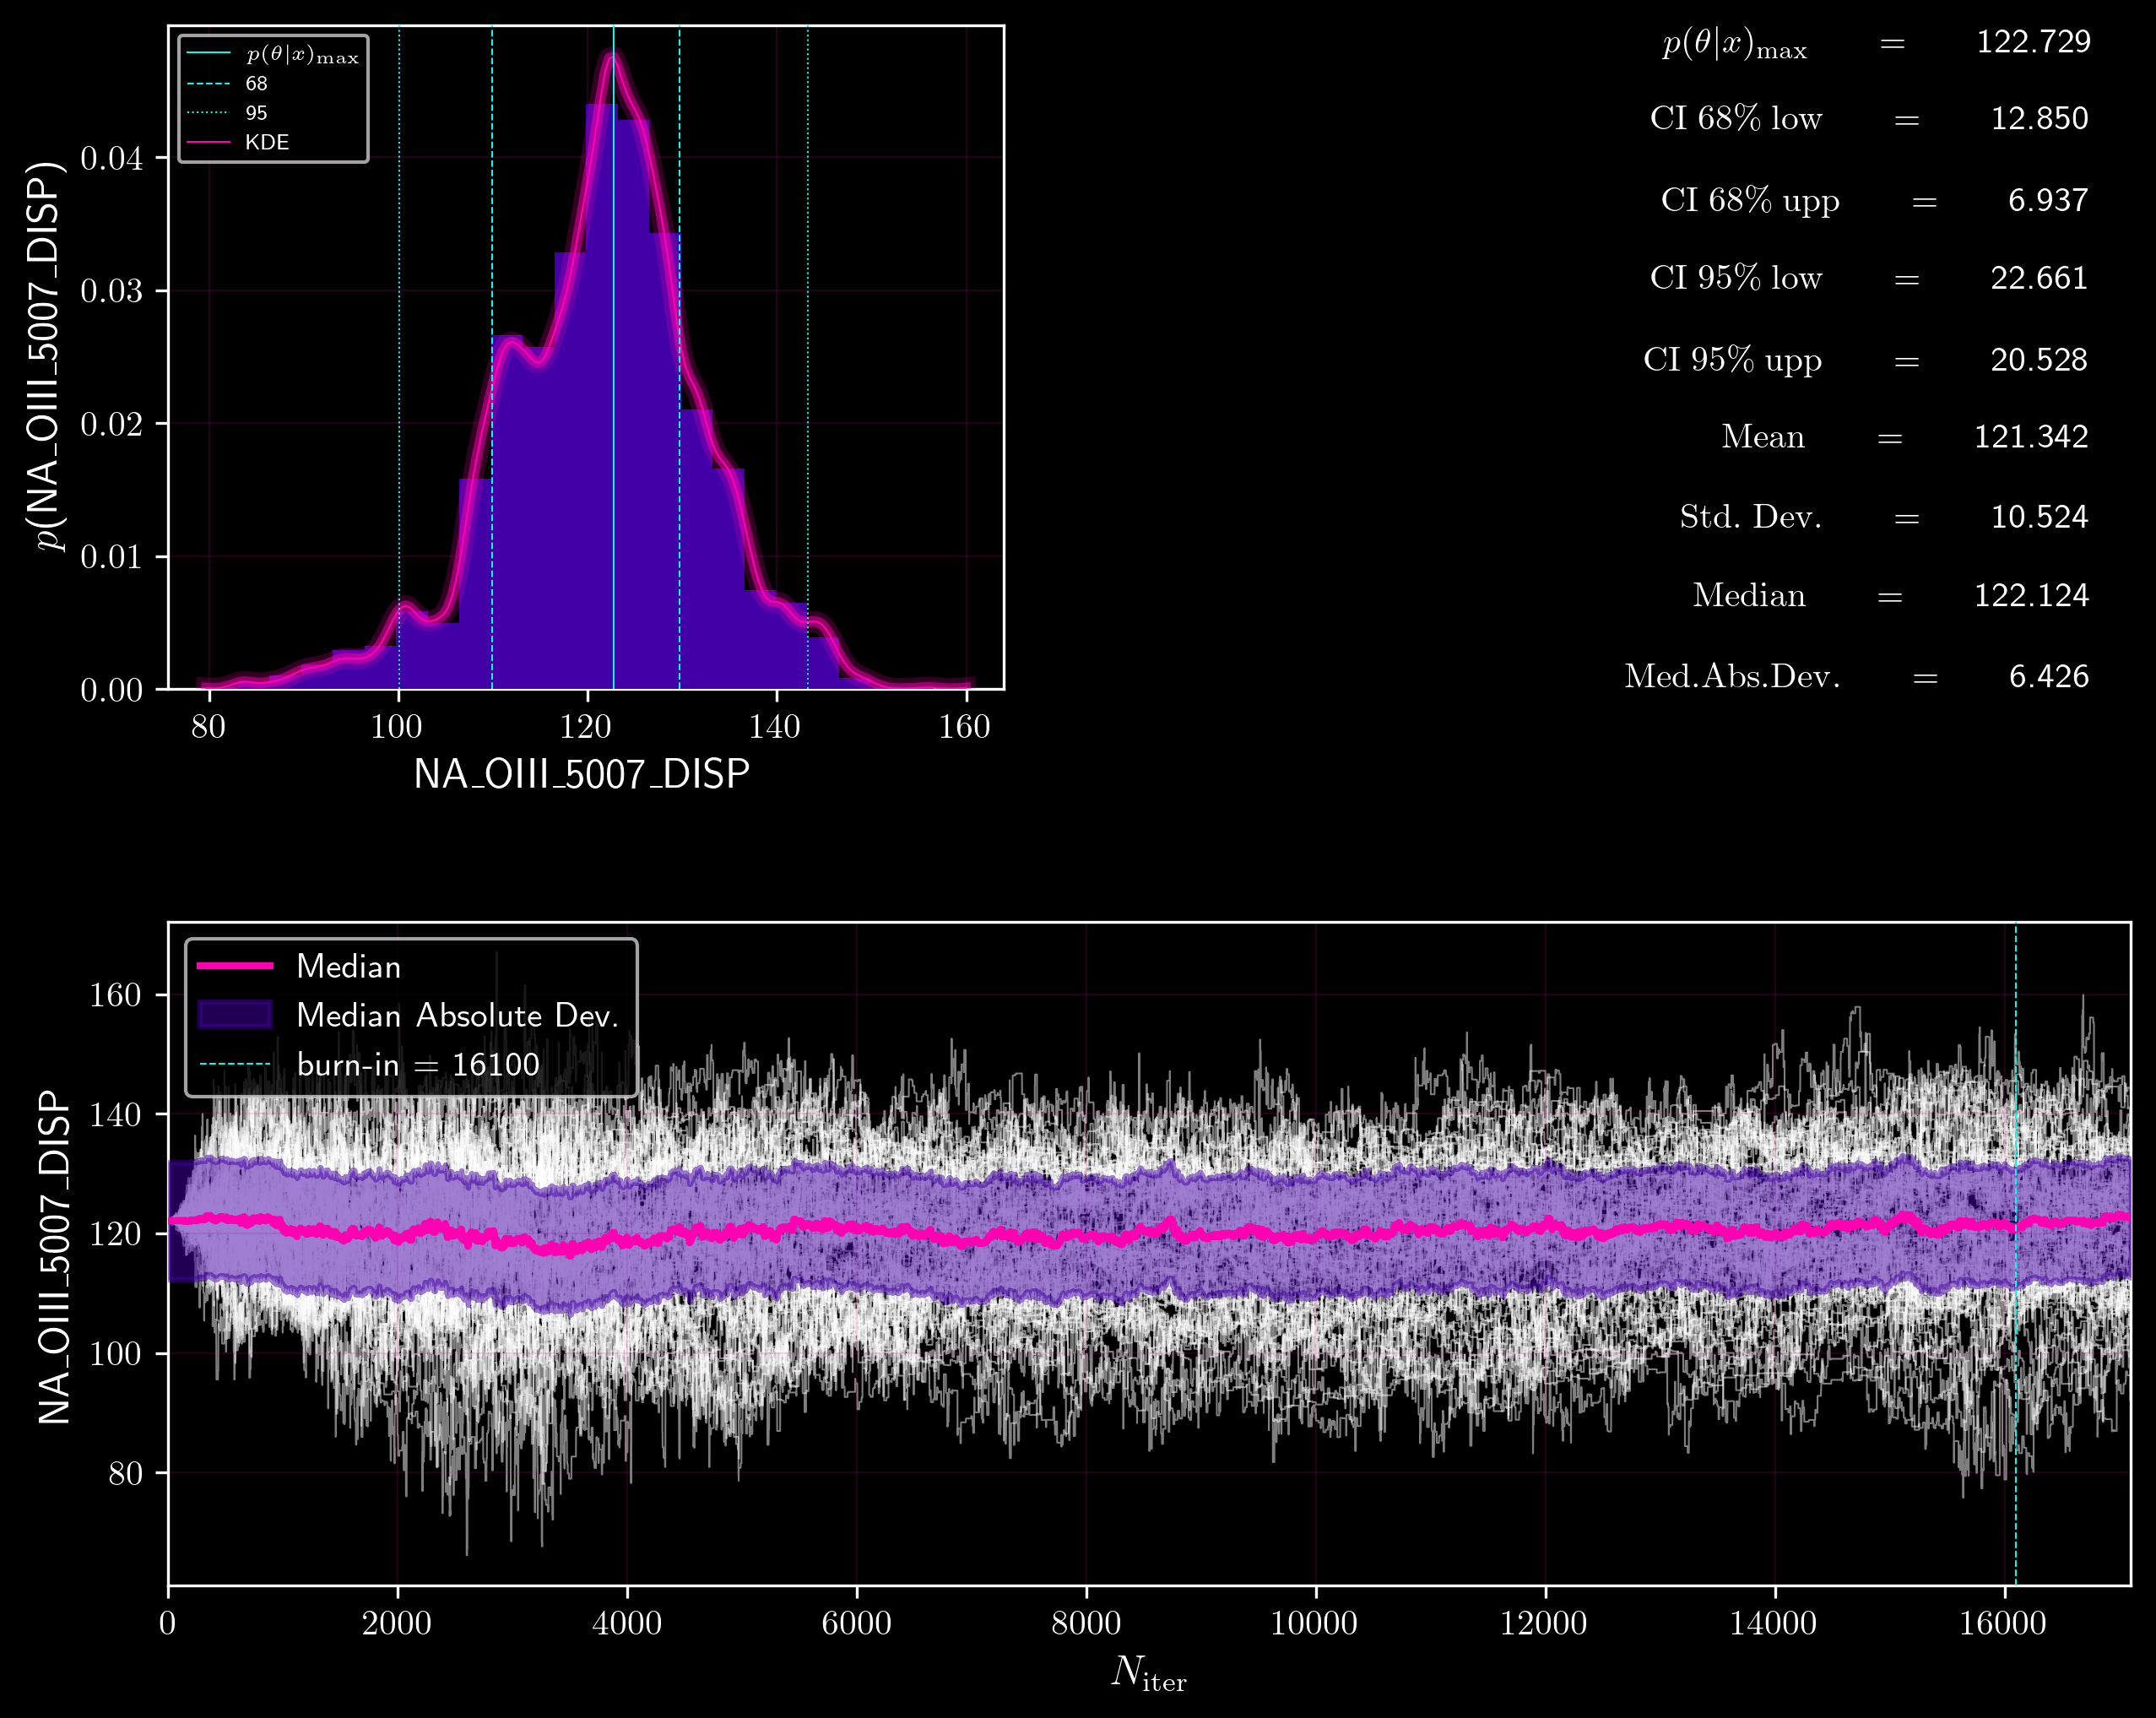 p(θ|x)max
68
95
KDE
p(NA_OIII_5007_DISP)
0.04
0.03
0.02
0.01
0.00
80 100 120 140 160
NA_OIII_5007_DISP
p(θ|x)max = 122.729
CI 68% low = 12.850
CI 68% upp = 6.937
CI 95% low = 22.661
CI 95% upp = 20.528
Mean = 121.342
Std. Dev. = 10.524
Median = 122.124
Med.Abs.Dev. = 6.426
Median
Median Absolute Dev.
burn-in = 16100
NA_OIII_5007_DISP
160
140
120
100
80
0 2000 4000 6000 8000 10000 12000 14000 16000
Niter